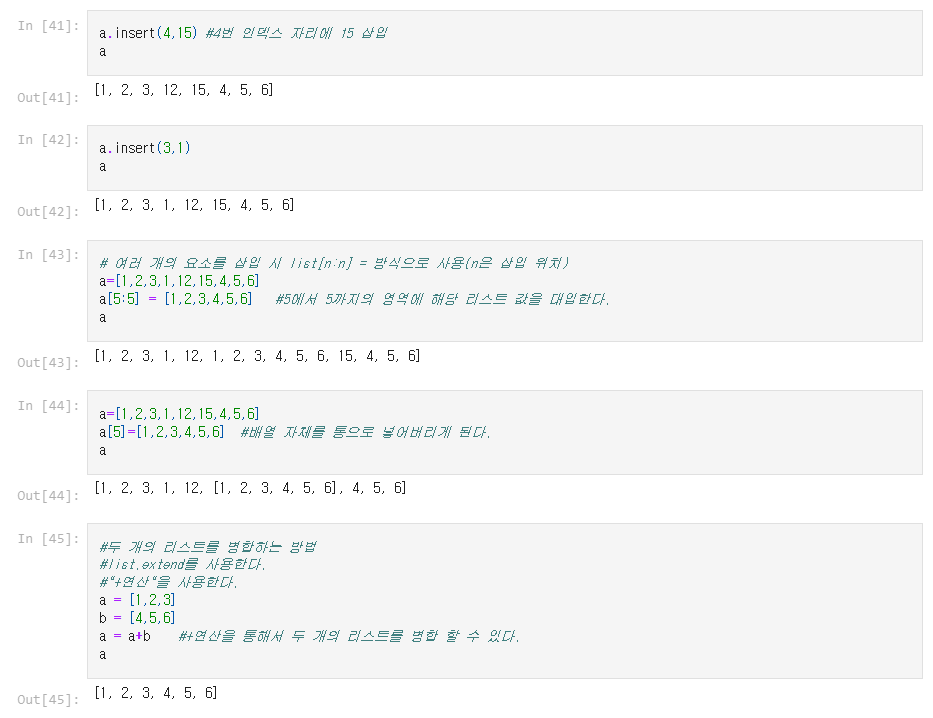 In [41]:
a.insert(4,15) #4번 인덱스 자리에 15 삽입
a
Out[41]:
[1, 2, 3, 12, 15, 4, 5, 6]
In [42]:
a.insert(3,1)
a
Out[42]:
[1, 2, 3, 1, 12, 15, 4, 5, 6]
In [43]:
# 여러 개의 요소를 삽입 시 list[n:n] = 방식으로 사용(n은 삽입 위치)
a=[1,2,3,1,12,15,4,5,6]
a[5:5] = [1,2,3,4,5,6]   #5에서 5까지의 영역에 해당 리스트 값을 대입한다.
a
Out[43]:
[1, 2, 3, 1, 12, 1, 2, 3, 4, 5, 6, 15, 4, 5, 6]
In [44]:
a=[1,2,3,1,12,15,4,5,6]
a[5]=[1,2,3,4,5,6]  #배열 자체를 통으로 넣어버리게 된다.
a
Out[44]:
[1, 2, 3, 1, 12, [1, 2, 3, 4, 5, 6], 4, 5, 6]
In [45]:
#두 개의 리스트를 병합하는 방법
#list.extend를 사용한다.
#"+연산"을 사용한다.
a = [1,2,3]
b = [4,5,6]
a = a+b    #+연산을 통해서 두 개의 리스트를 병합 할 수 있다.
a
Out[45]:
[1, 2, 3, 4, 5, 6]